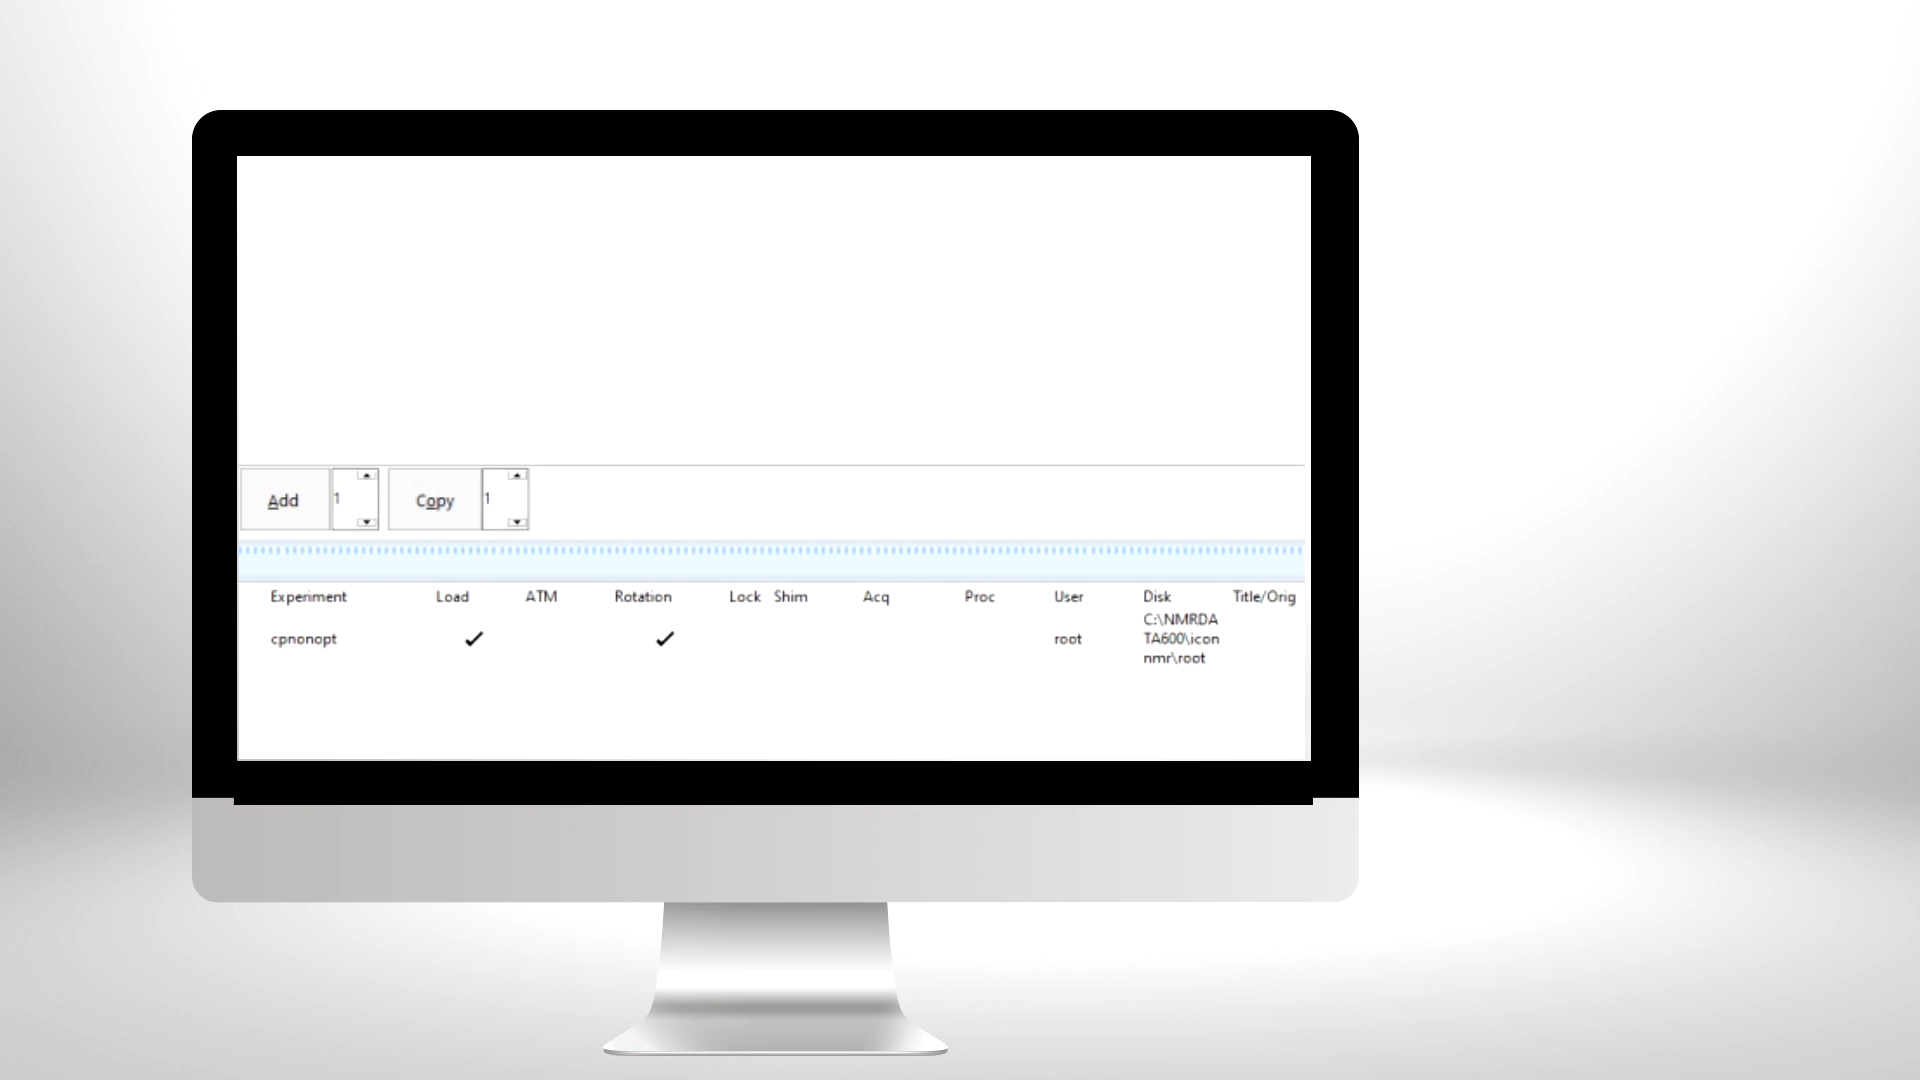 Add 1 Copy 1
Experiment Load ATM Rotation Lock Shim Acq Proc User Disk Title/Orig
cpnonopt ✓ ✓ root C:\NMRDA
TA600\icon
nmr\root